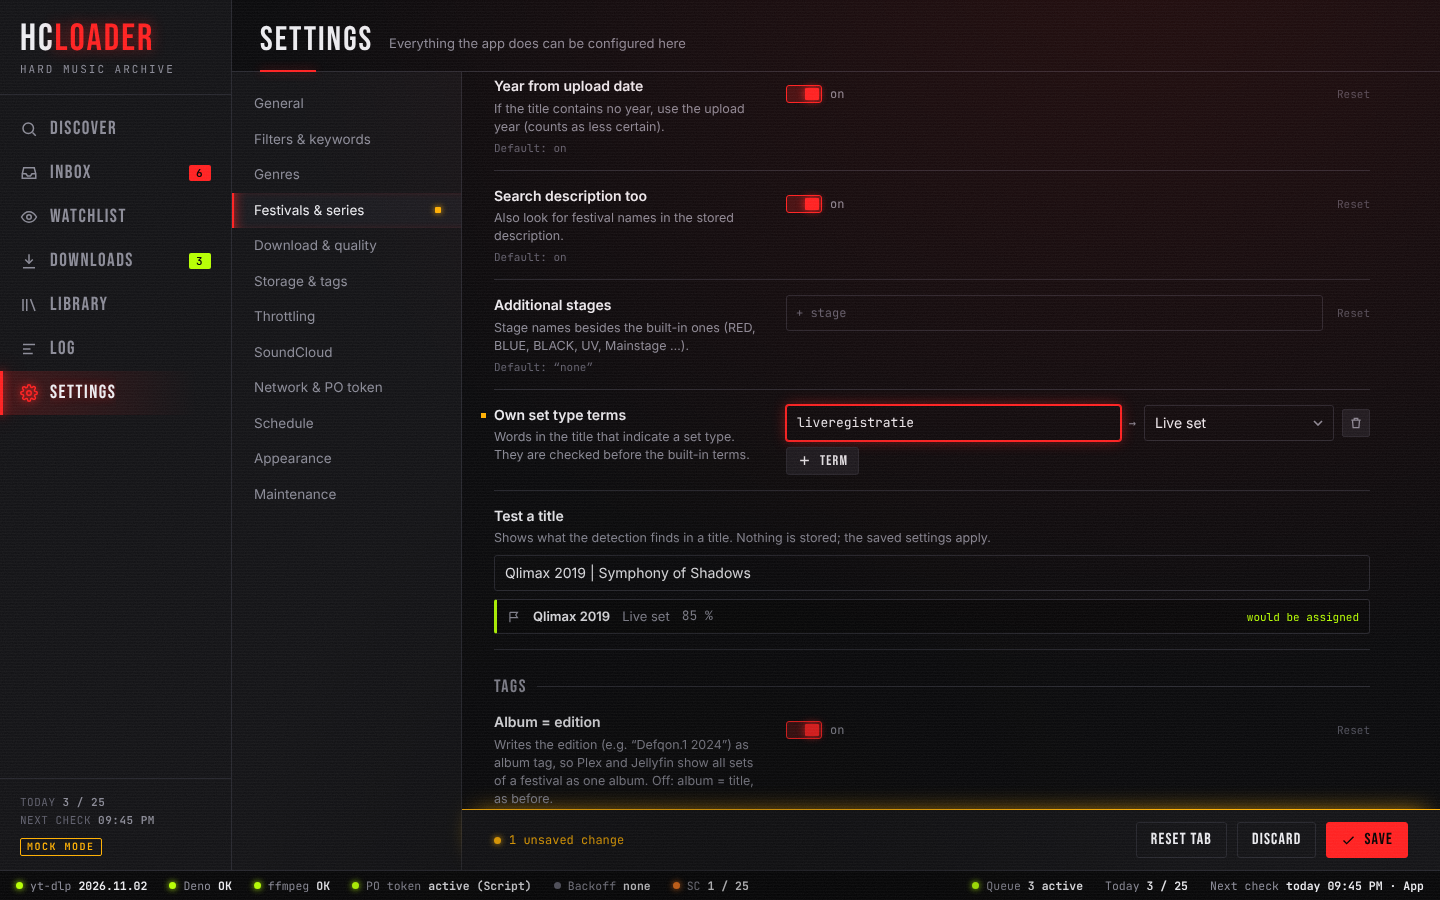 HCLOADER
HARD MUSIC ARCHIVE
DISCOVER
INBOX 6
WATCHLIST
DOWNLOADS 3
LIBRARY
LOG
SETTINGS
TODAY 3 / 25
NEXT CHECK 09:45 PM
MOCK MODE
SETTINGS Everything the app does can be configured here
General
Filters & keywords
Genres
Festivals & series
Download & quality
Storage & tags
Throttling
SoundCloud
Network & PO token
Schedule
Appearance
Maintenance
Year from upload date
If the title contains no year, use the upload
year (counts as less certain).
Default: on
on
Reset
Search description too
Also look for festival names in the stored
description.
Default: on
on
Reset
Additional stages
Stage names besides the built-in ones (RED,
BLUE, BLACK, UV, Mainstage ...).
Default: “none”
+ stage
Reset
Own set type terms
Words in the title that indicate a set type.
They are checked before the built-in terms.
liveregistratie → Live set
+ TERM
Test a title
Shows what the detection finds in a title. Nothing is stored; the saved settings apply.
Qlimax 2019 | Symphony of Shadows
Qlimax 2019 Live set 85 % would be assigned
TAGS
Album = edition
Writes the edition (e.g. “Defqon.1 2024”) as
album tag, so Plex and Jellyfin show all sets
of a festival as one album. Off: album = title,
as before.
on
Reset
1 unsaved change
RESET TAB
DISCARD
SAVE
yt-dlp 2026.11.02 Deno OK ffmpeg OK PO token active (Script) Backoff none SC 1 / 25 Queue 3 active Today 3 / 25 Next check today 09:45 PM · App